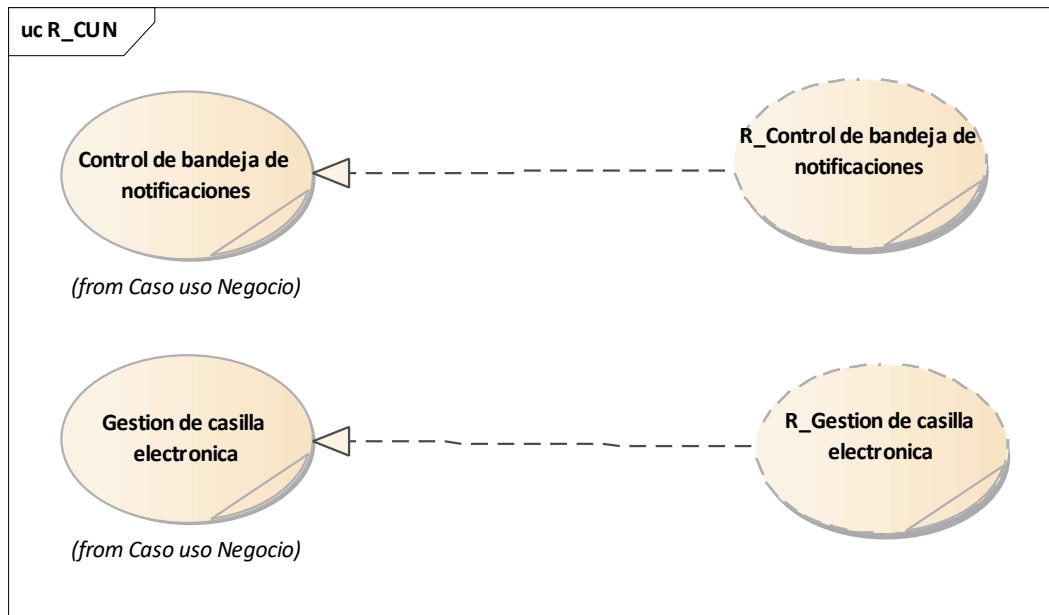 uc R_CUN
Control de bandeja de
notificaciones
R_Control de bandeja de
notificaciones
(from Caso uso Negocio)
Gestion de casilla
electronica
R_Gestion de casilla
electronica
(from Caso uso Negocio)